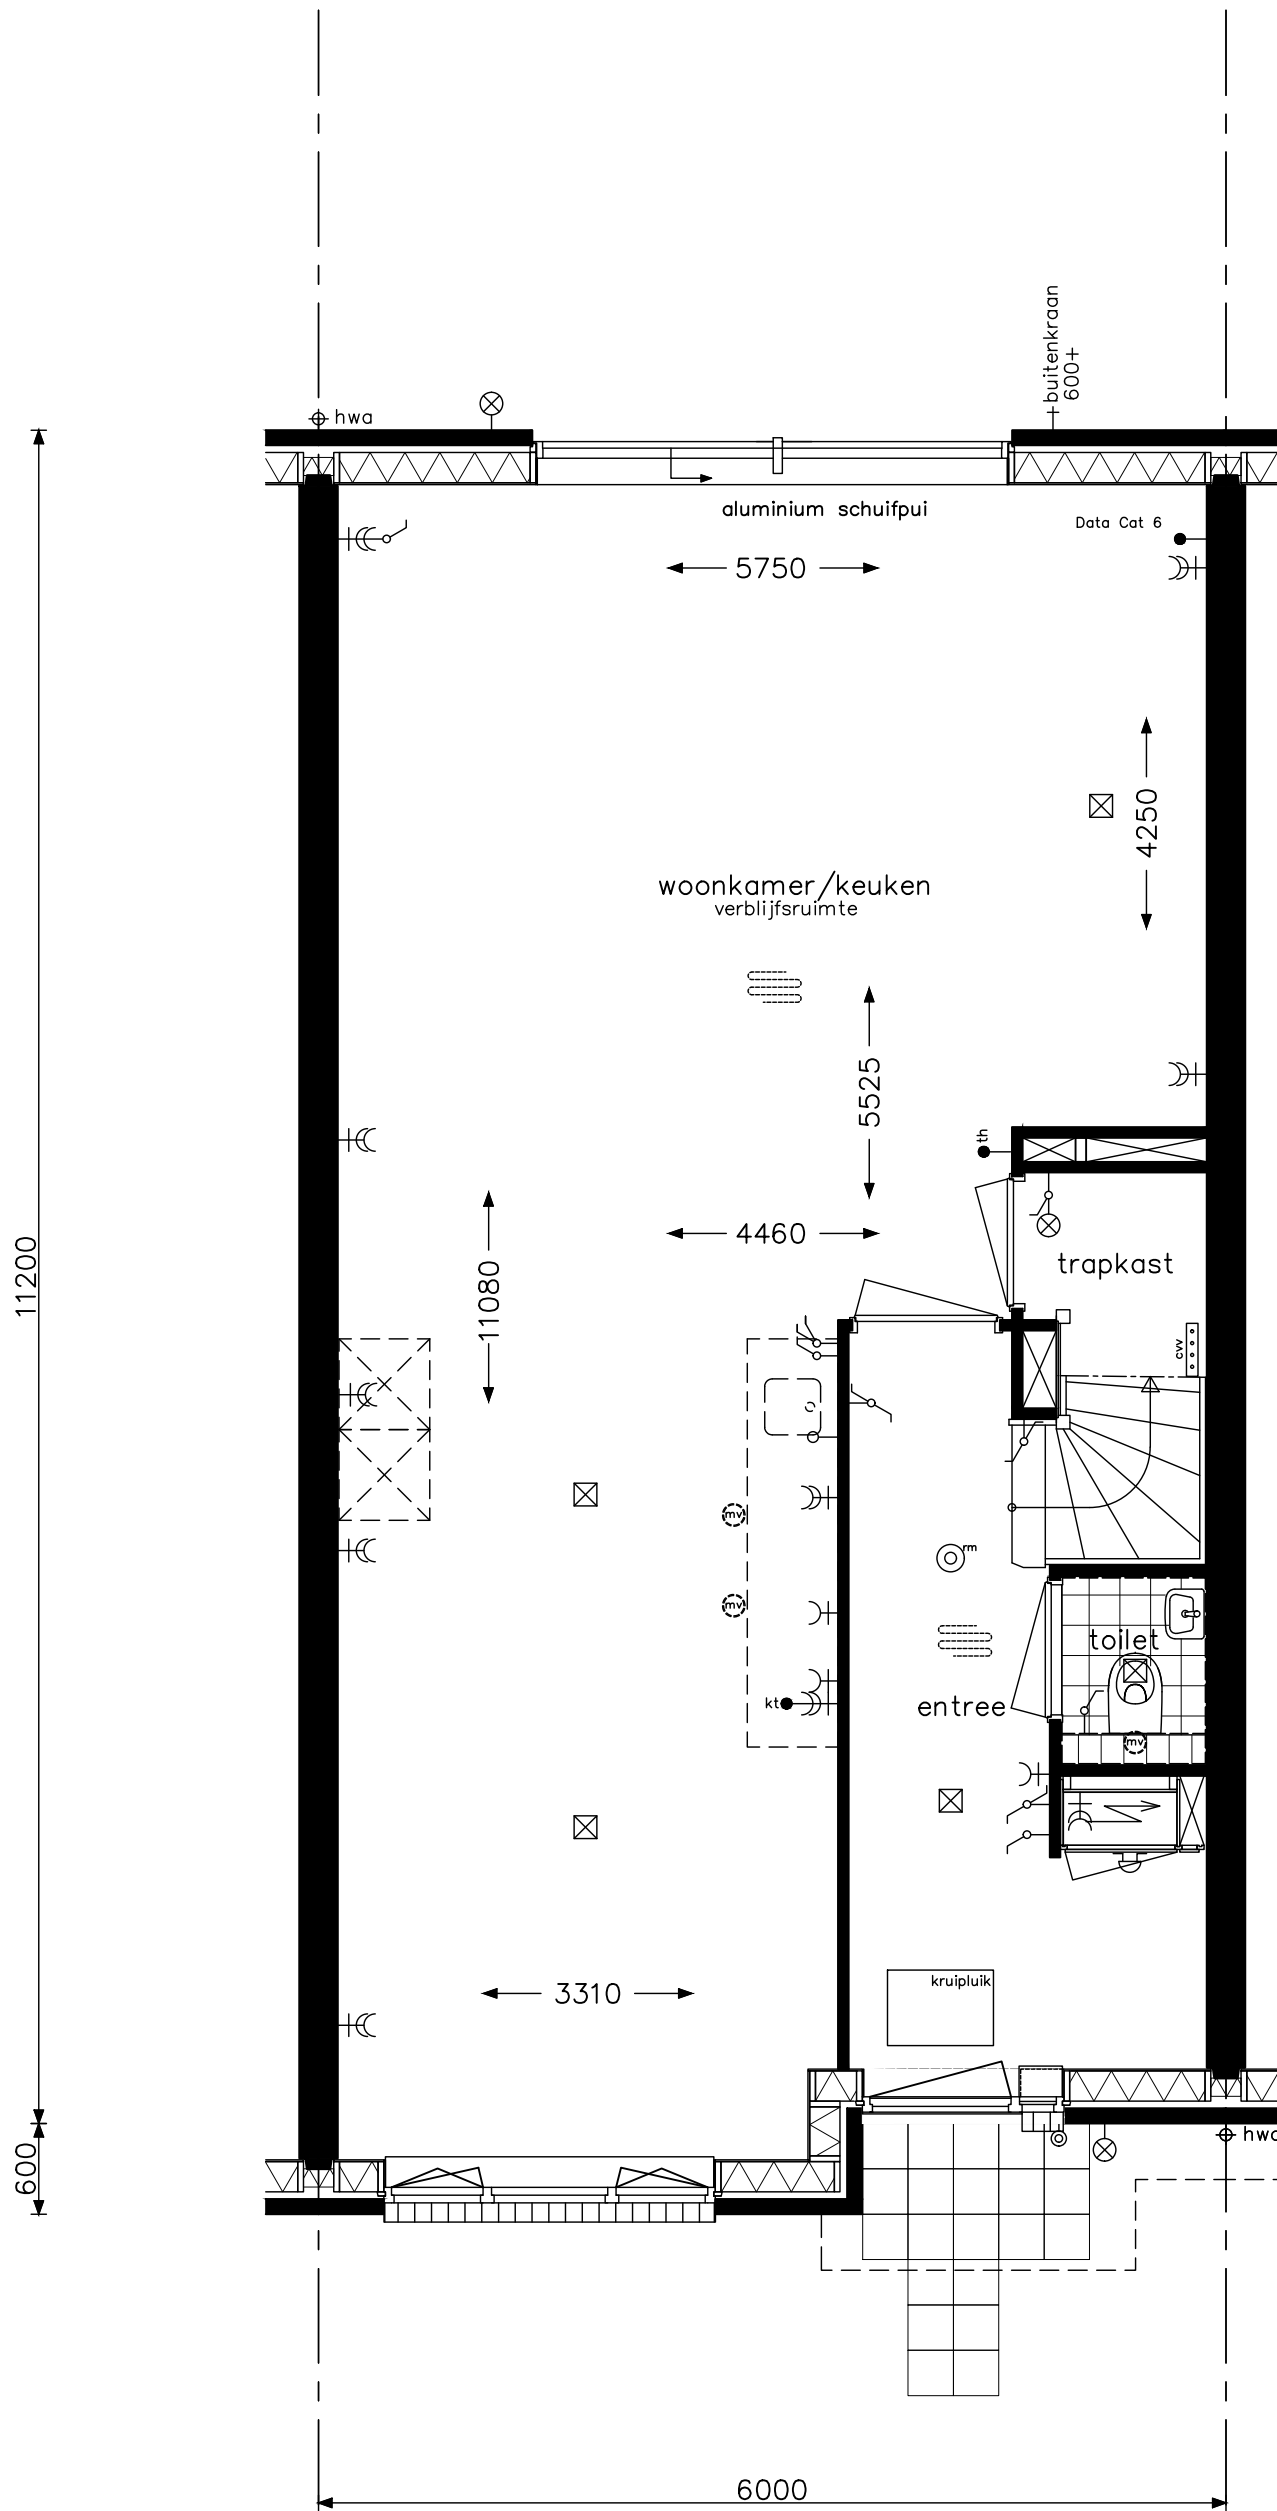 buitenkraan
600+
hwa
aluminium schuifpui
Data Cat 6
5750
4250
woonkamer/keuken
verblijfsruimte
5525
th
4460
trapkast
11200
11080
cvv
mv
rm
mv
toilet
kt
entree
mv
kruipluik
3310
600
hwa
6000